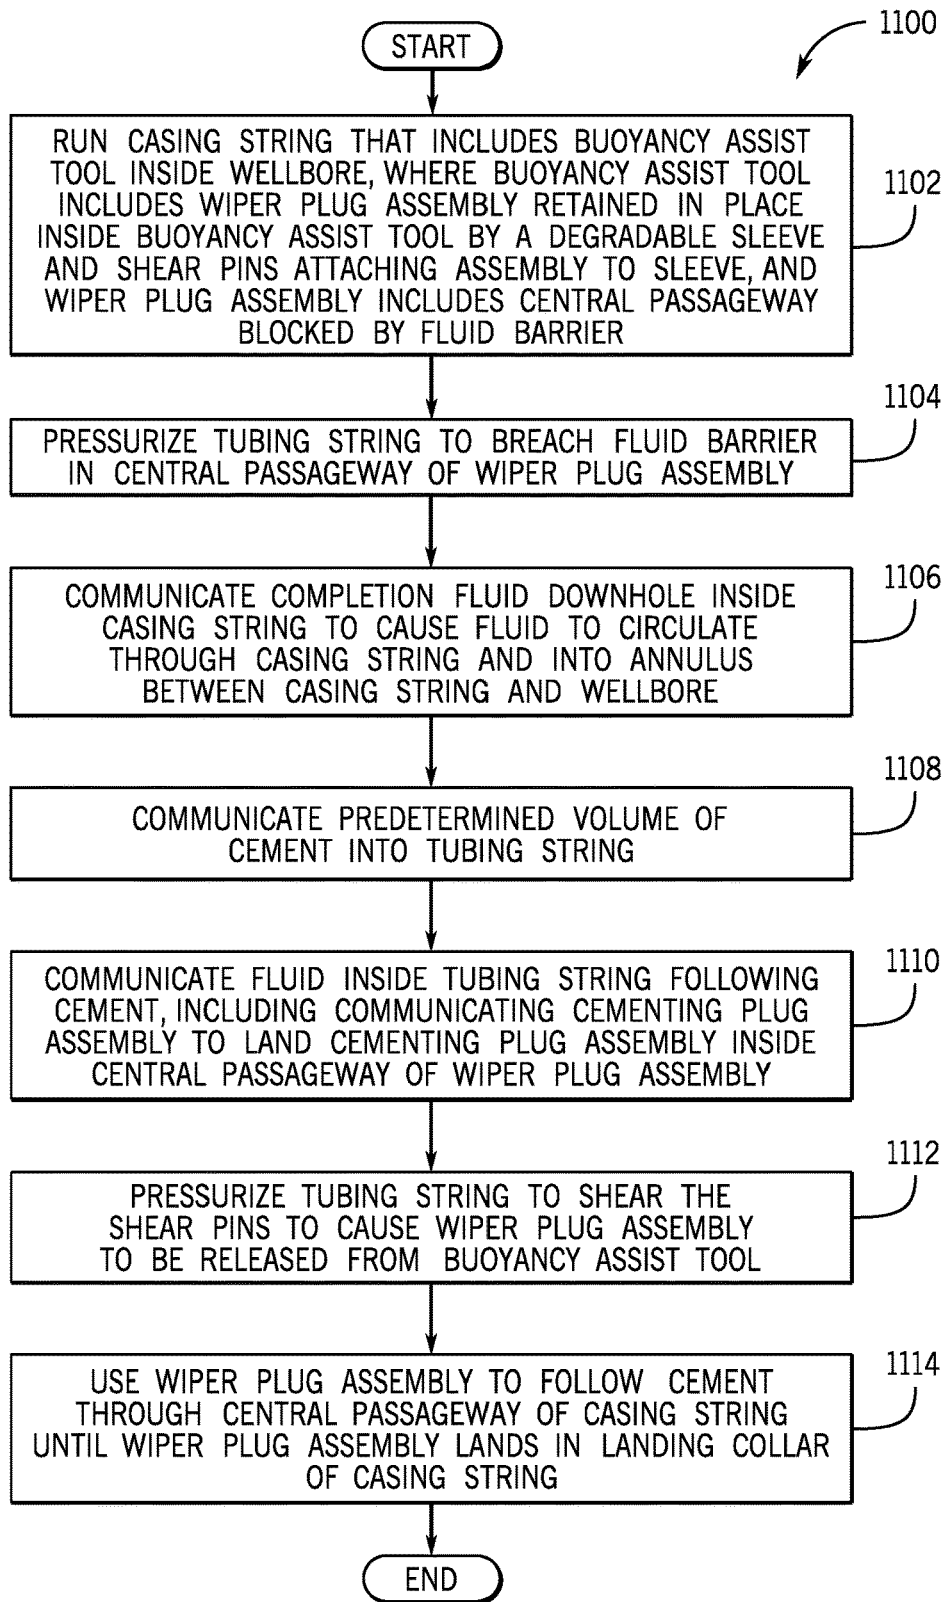 1100
START
RUN CASING STRING THAT INCLUDES BUOYANCY ASSIST
TOOL INSIDE WELLBORE, WHERE BUOYANCY ASSIST TOOL
INCLUDES WIPER PLUG ASSEMBLY RETAINED IN PLACE
INSIDE BUOYANCY ASSIST TOOL BY A DEGRADABLE SLEEVE
AND SHEAR PINS ATTACHING ASSEMBLY TO SLEEVE, AND
WIPER PLUG ASSEMBLY INCLUDES CENTRAL PASSAGEWAY
BLOCKED BY FLUID BARRIER
1102
PRESSURIZE TUBING STRING TO BREACH FLUID BARRIER
IN CENTRAL PASSAGEWAY OF WIPER PLUG ASSEMBLY
1104
COMMUNICATE COMPLETION FLUID DOWNHOLE INSIDE
CASING STRING TO CAUSE FLUID TO CIRCULATE
THROUGH CASING STRING AND INTO ANNULUS
BETWEEN CASING STRING AND WELLBORE
1106
COMMUNICATE PREDETERMINED VOLUME OF
CEMENT INTO TUBING STRING
1108
COMMUNICATE FLUID INSIDE TUBING STRING FOLLOWING
CEMENT, INCLUDING COMMUNICATING CEMENTING PLUG
ASSEMBLY TO LAND CEMENTING PLUG ASSEMBLY INSIDE
CENTRAL PASSAGEWAY OF WIPER PLUG ASSEMBLY
1110
PRESSURIZE TUBING STRING TO SHEAR THE
SHEAR PINS TO CAUSE WIPER PLUG ASSEMBLY
TO BE RELEASED FROM BUOYANCY ASSIST TOOL
1112
USE WIPER PLUG ASSEMBLY TO FOLLOW CEMENT
THROUGH CENTRAL PASSAGEWAY OF CASING STRING
UNTIL WIPER PLUG ASSEMBLY LANDS IN LANDING COLLAR
OF CASING STRING
1114
END